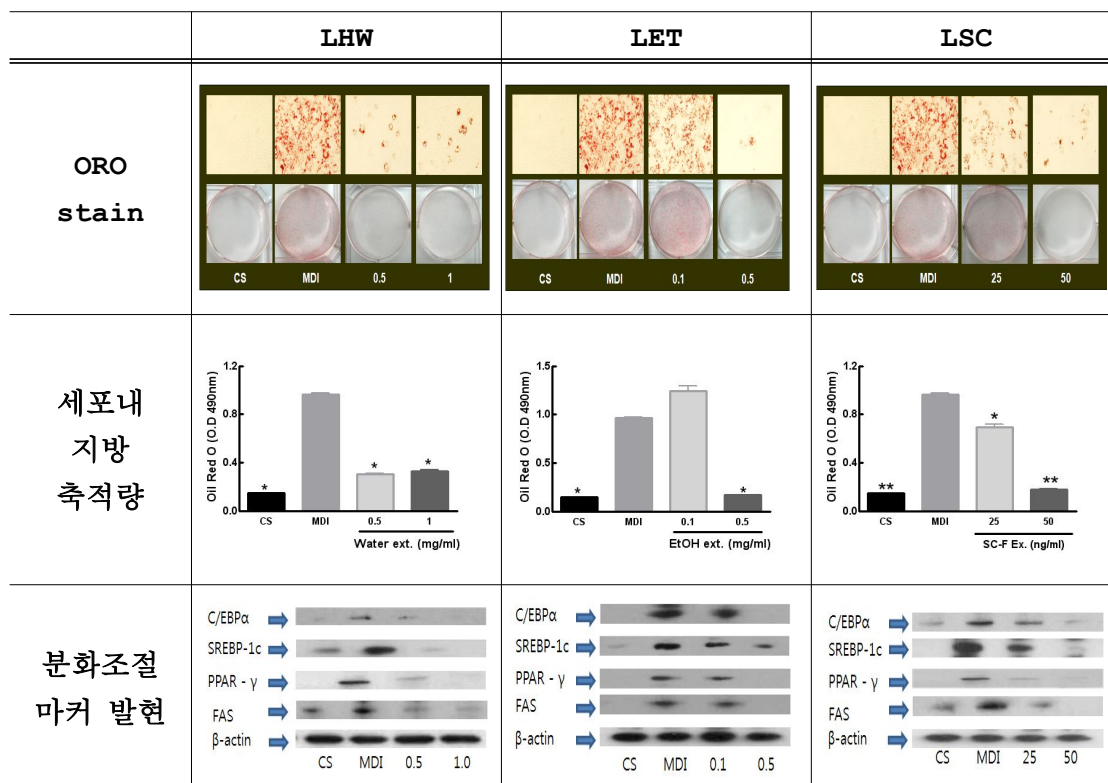 LHW LET LSC
ORO
stain
CS MDI 0.5 1
CS MDI 0.1 0.5
CS MDI 25 50
세포내
지방
축적량
Oil Red O (O.D 490nm)
1.2
0.8
0.4
0.0
* * *
CS MDI 0.5 1
Water ext. (mg/ml)
Oil Red O (O.D 490nm)
1.5
1.0
0.5
0.0
* *
CS MDI 0.1 0.5
EtOH ext. (mg/ml)
Oil Red O (O.D 490nm)
1.2
0.8
0.4
0.0
** * **
CS MDI 25 50
SC-F Ex. (ng/ml)
분화조절
마커 발현
C/EBPα
SREBP-1c
PPAR - γ
FAS
β-actin
CS MDI 0.5 1.0
C/EBPα
SREBP-1c
PPAR - γ
FAS
β-actin
CS MDI 0.1 0.5
C/EBPα
SREBP-1c
PPAR - γ
FAS
β-actin
CS MDI 25 50